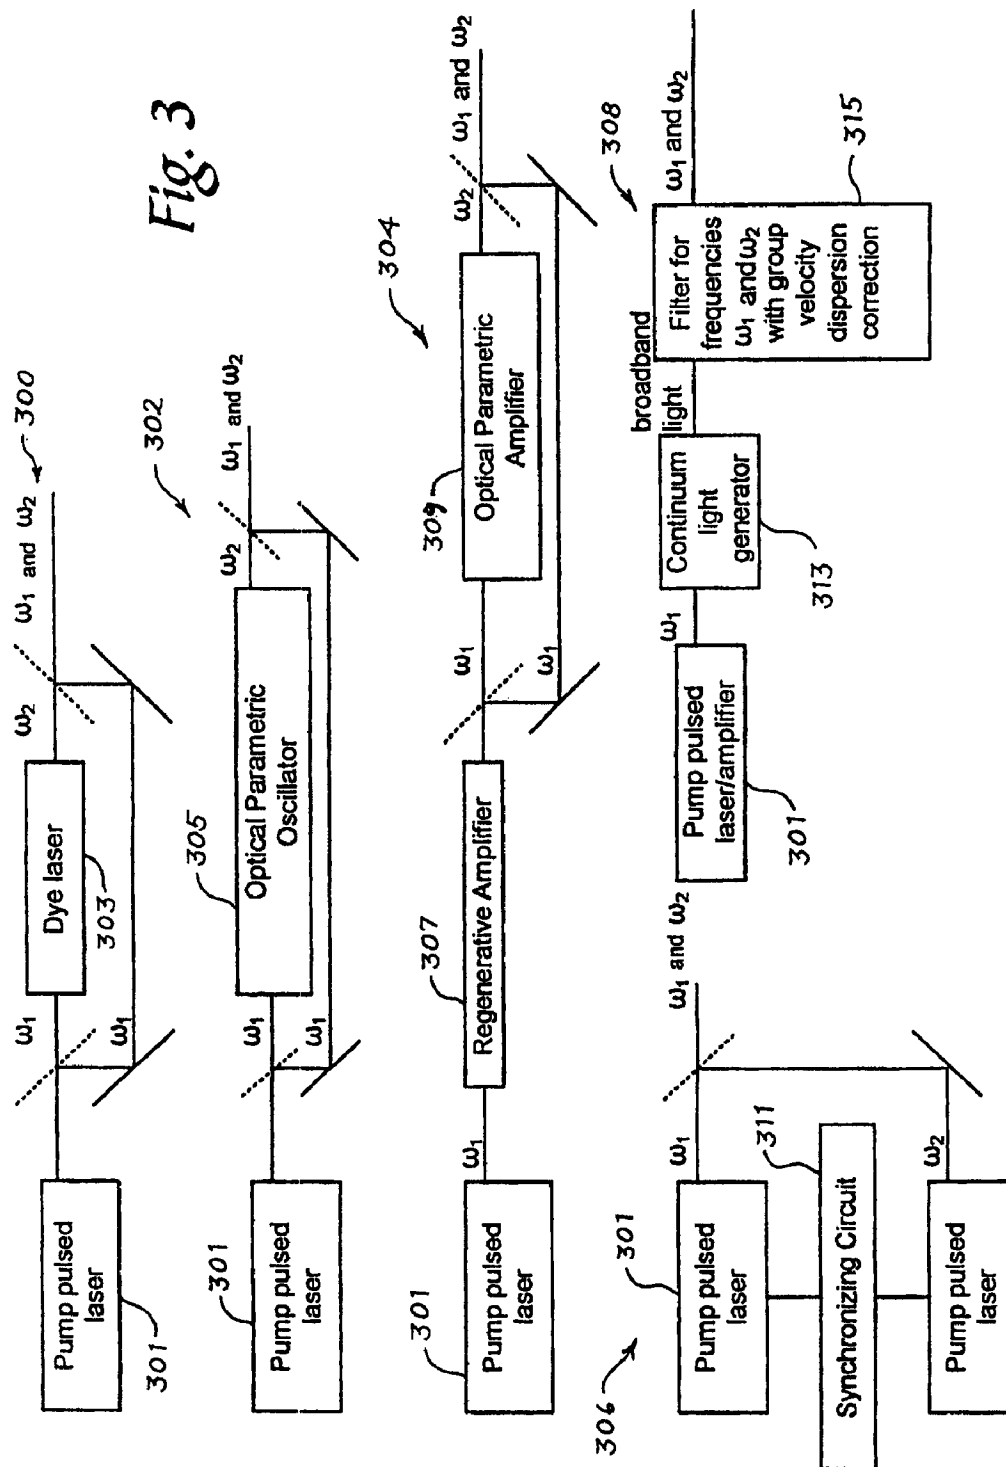 Fig. 3
300
Pump pulsed
laser
301
ω1
ω1
Dye laser
303
ω2
ω1 and ω2
302
Pump pulsed
laser
301
ω1
ω1
Optical Parametric
Oscillator
305
ω2
ω1 and ω2
304
Pump pulsed
laser
301
ω1
Regenerative Amplifier
307
ω1
ω1
Optical Parametric
Amplifier
309
ω2
ω1 and ω2
306
Pump pulsed
laser
301
ω1
Synchronizing Circuit
311
Pump pulsed
laser
ω2
ω1 and ω2
308
Pump pulsed
laser/amplifier
301
ω1
Continuum
light
generator
313
broadband
light
Filter for
frequencies
ω1 and ω2
with group
velocity
dispersion
correction
315
ω1 and ω2